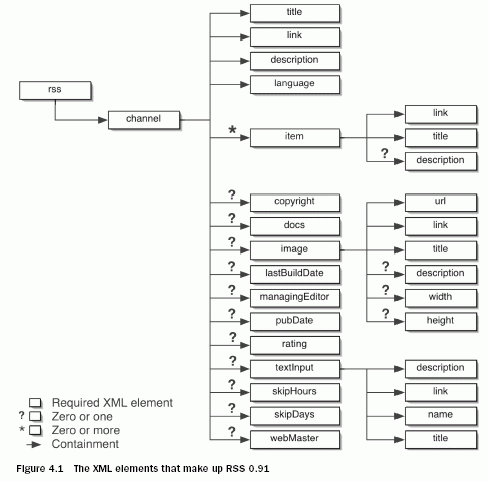 title
link
description
language
rss
channel
* item
link
title
? description
? copyright
? docs
? image
url
link
title
? description
? width
? height
? lastBuildDate
? managingEditor
? pubDate
? rating
? textInput
description
link
name
title
? skipHours
? skipDays
? webMaster
Required XML element
? Zero or one
* Zero or more
Containment
Figure 4.1 The XML elements that make up RSS 0.91